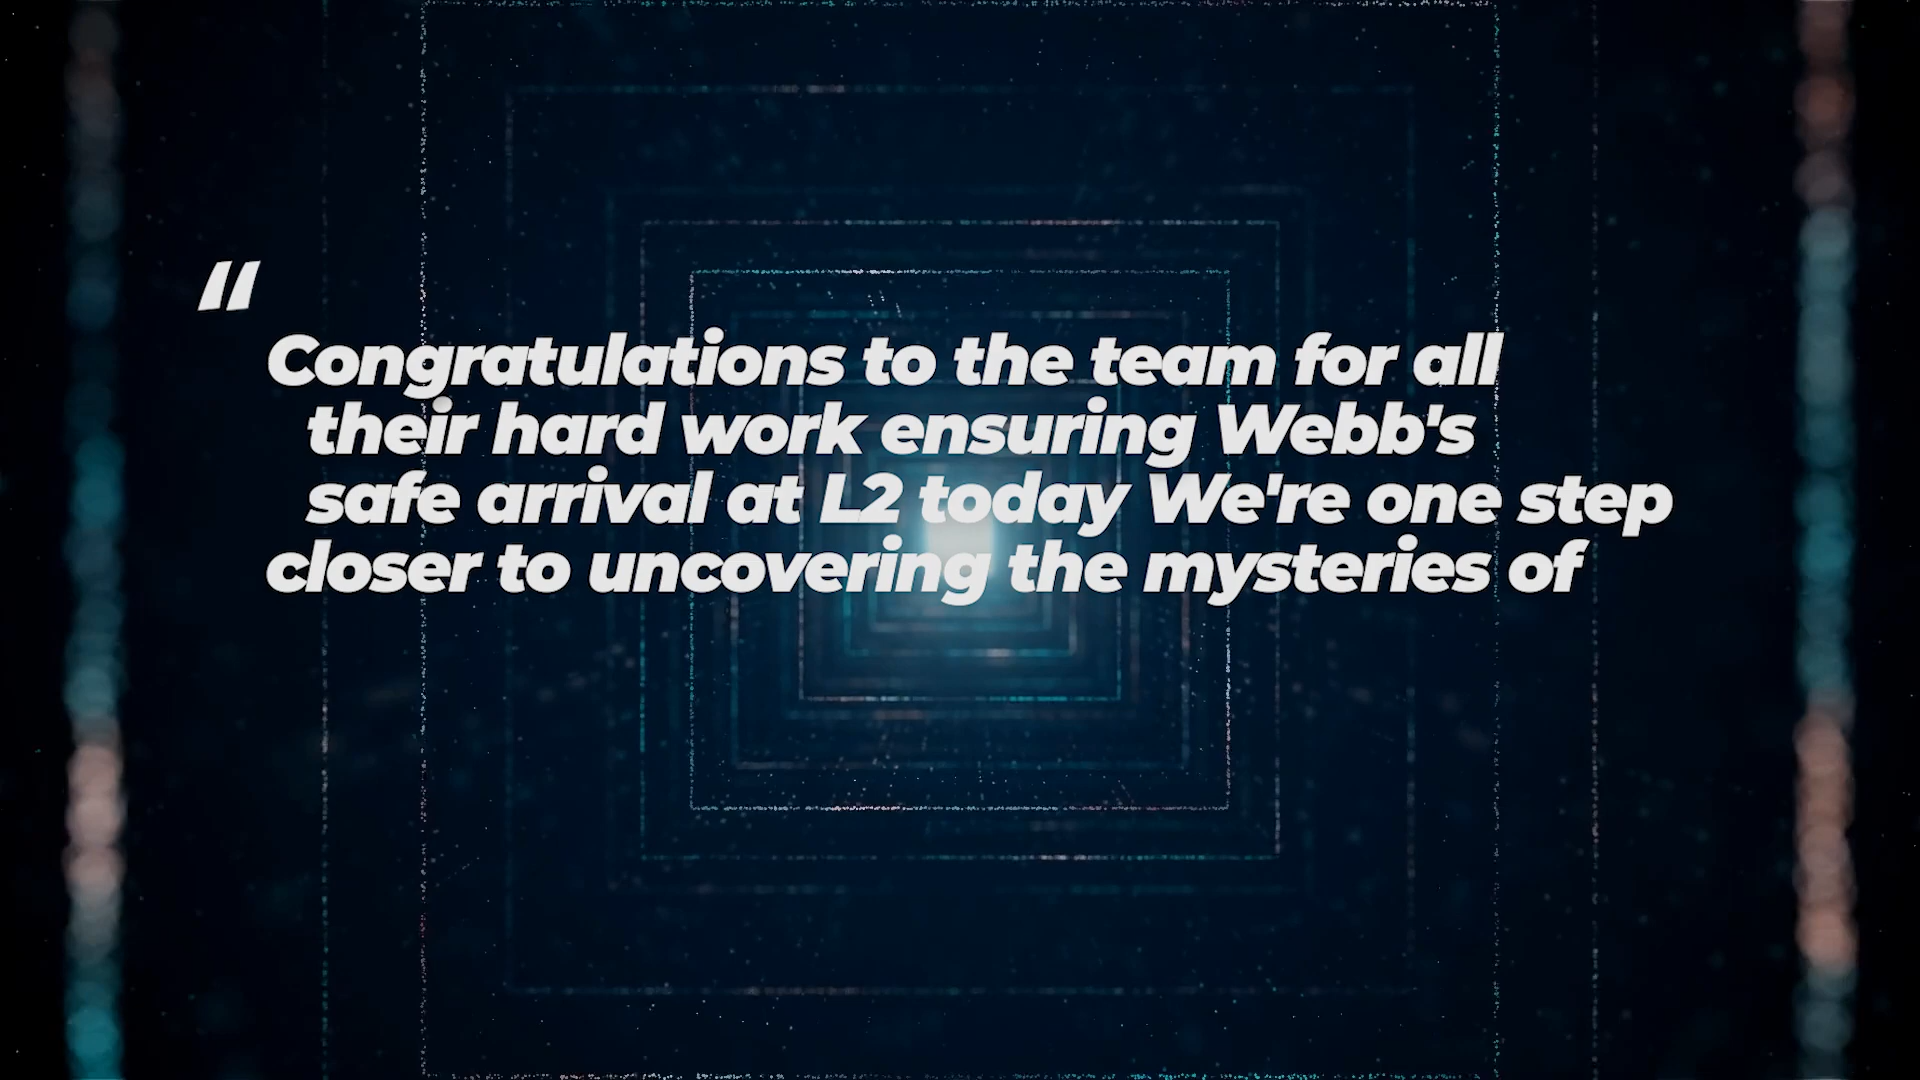 “
Congratulations to the team for all
their hard work ensuring Webb's
safe arrival at L2 today We're one step
closer to uncovering the mysteries of